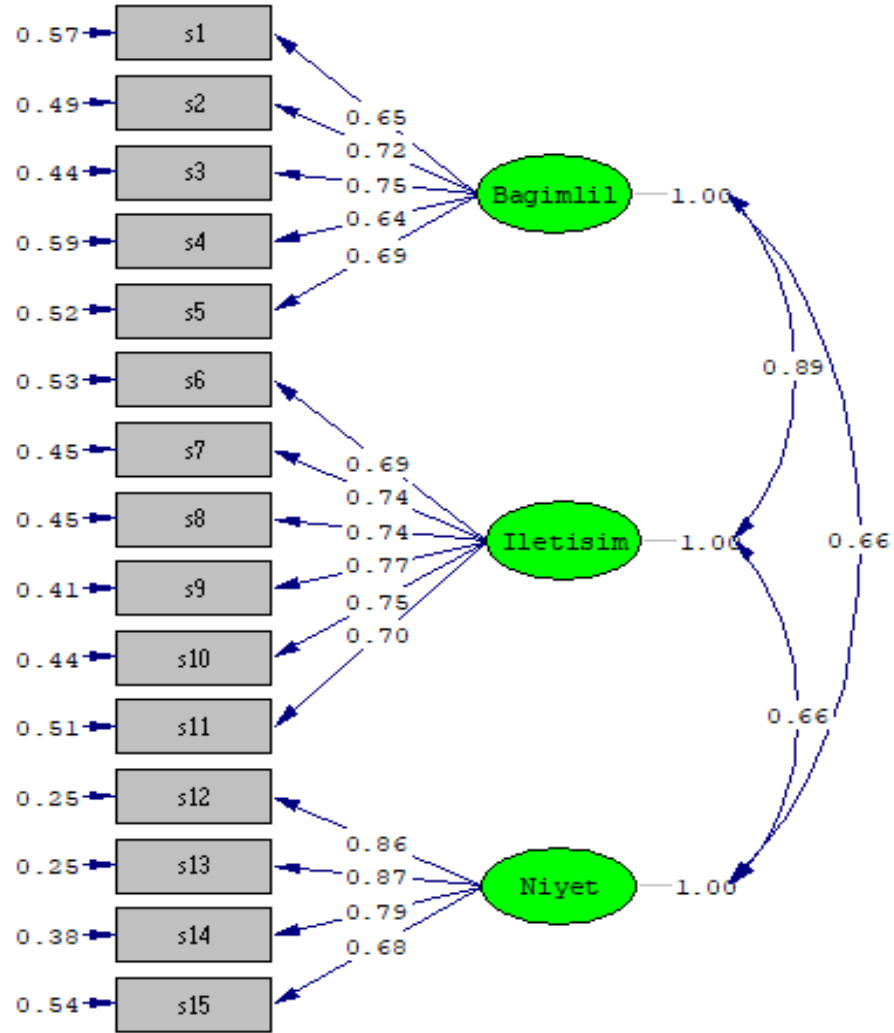 0.57 s1
0.65
0.49 s2
0.72
0.44 s3
0.75
Bagimlil 1.00
0.59 s4
0.64
0.52 s5
0.69
0.89
0.53 s6
0.69
0.45 s7
0.74
0.45 s8
0.74
Iletisim 1.00
0.66
0.41 s9
0.77
0.75
0.44 s10
0.70
0.51 s11
0.66
0.25 s12
0.86
0.25 s13
0.87
Niyet 1.00
0.79
0.38 s14
0.68
0.54 s15